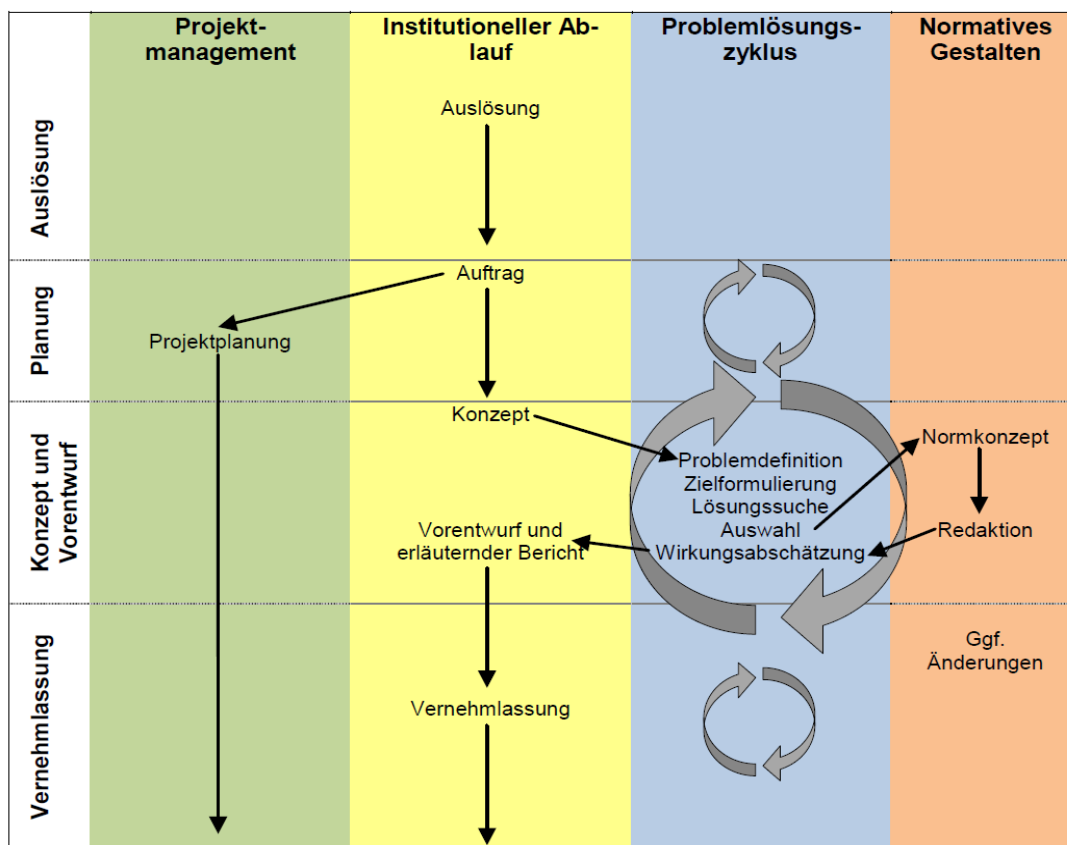 Projekt-
management
Institutioneller Ab-
lauf
Problemlösungs-
zyklus
Normatives
Gestalten
Auslösung
Auslösung
Planung
Auftrag
Projektplanung
Konzept und
Vorentwurf
Konzept
Problemdefinition
Zielformulierung
Lösungssuche
Auswahl
Wirkungsabschätzung
Normkonzept
Redaktion
Vorentwurf und
erläuternder Bericht
Vernehmlassung
Vernehmlassung
Ggf.
Änderungen